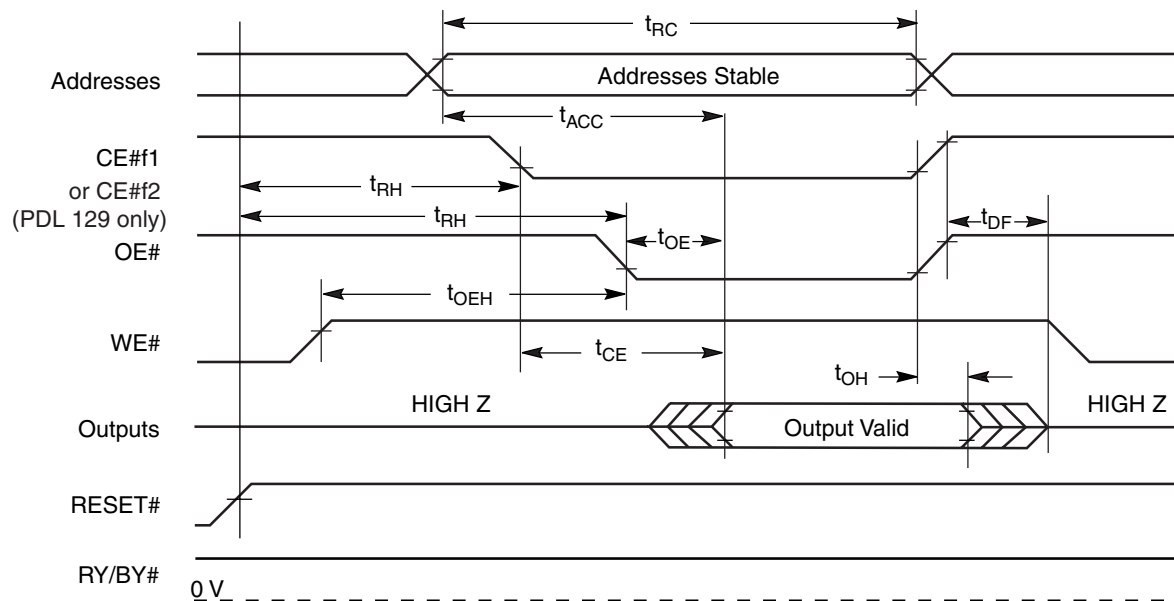 tRC
Addresses
Addresses Stable
tACC
CE#f1
or CE#f2
(PDL 129 only)
tRH
tRH
OE#
tOE
tDF
tOEH
WE#
tCE
tOH
HIGH Z
HIGH Z
Outputs
Output Valid
RESET#
RY/BY#
0 V